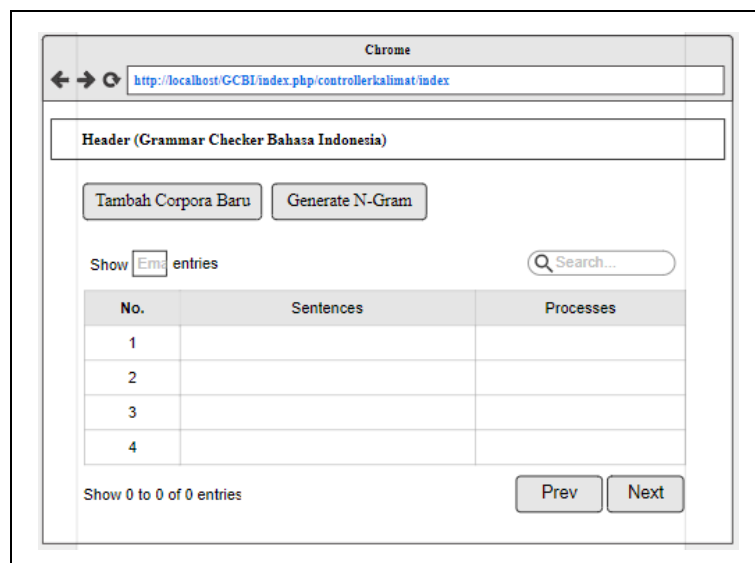 Chrome
http://localhost/GCBI/index.php/controllerkalimat/index
Header (Grammar Checker Bahasa Indonesia)
Tambah Corpora Baru Generate N-Gram
Show Ema entries Search...
No. Sentences Processes
1
2
3
4
Show 0 to 0 of 0 entries Prev Next